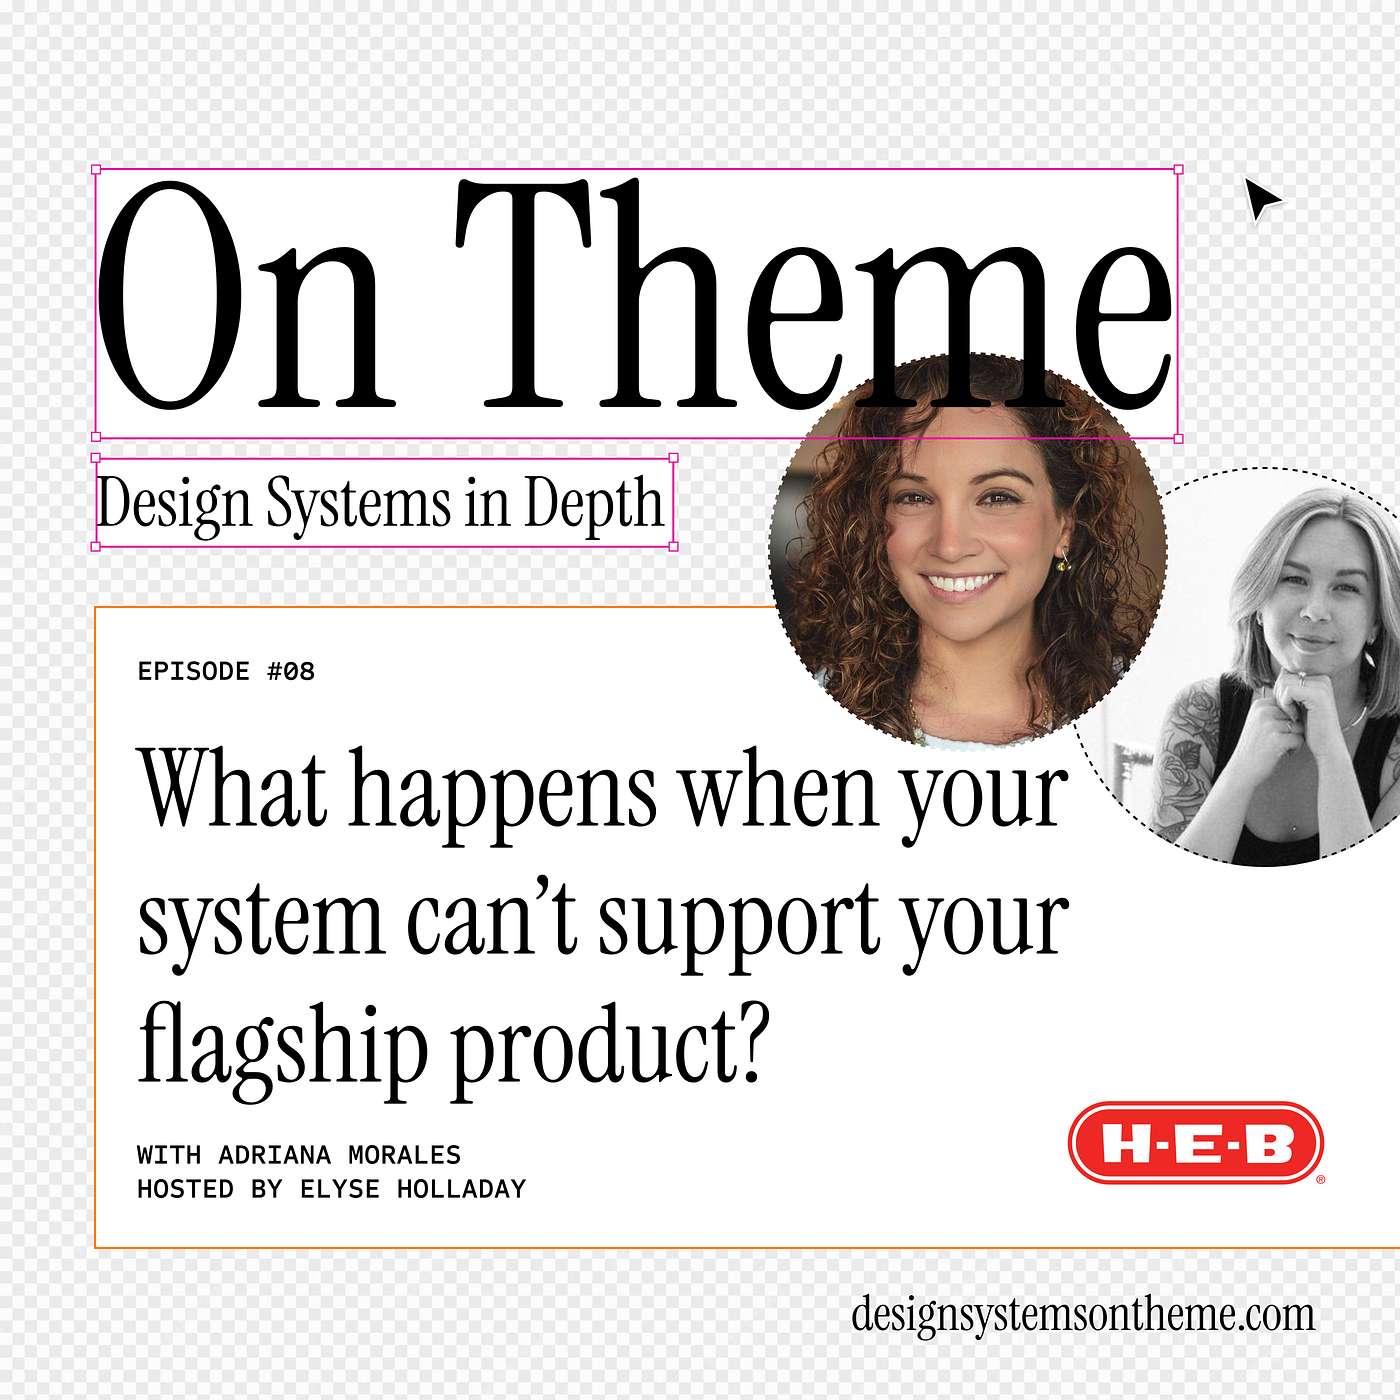 On Theme
Design Systems in Depth
EPISODE #08
What happens when your
system can’t support your
flagship product?
WITH ADRIANA MORALES
HOSTED BY ELYSE HOLLADAY
H-E-B®
designsystemsontheme.com